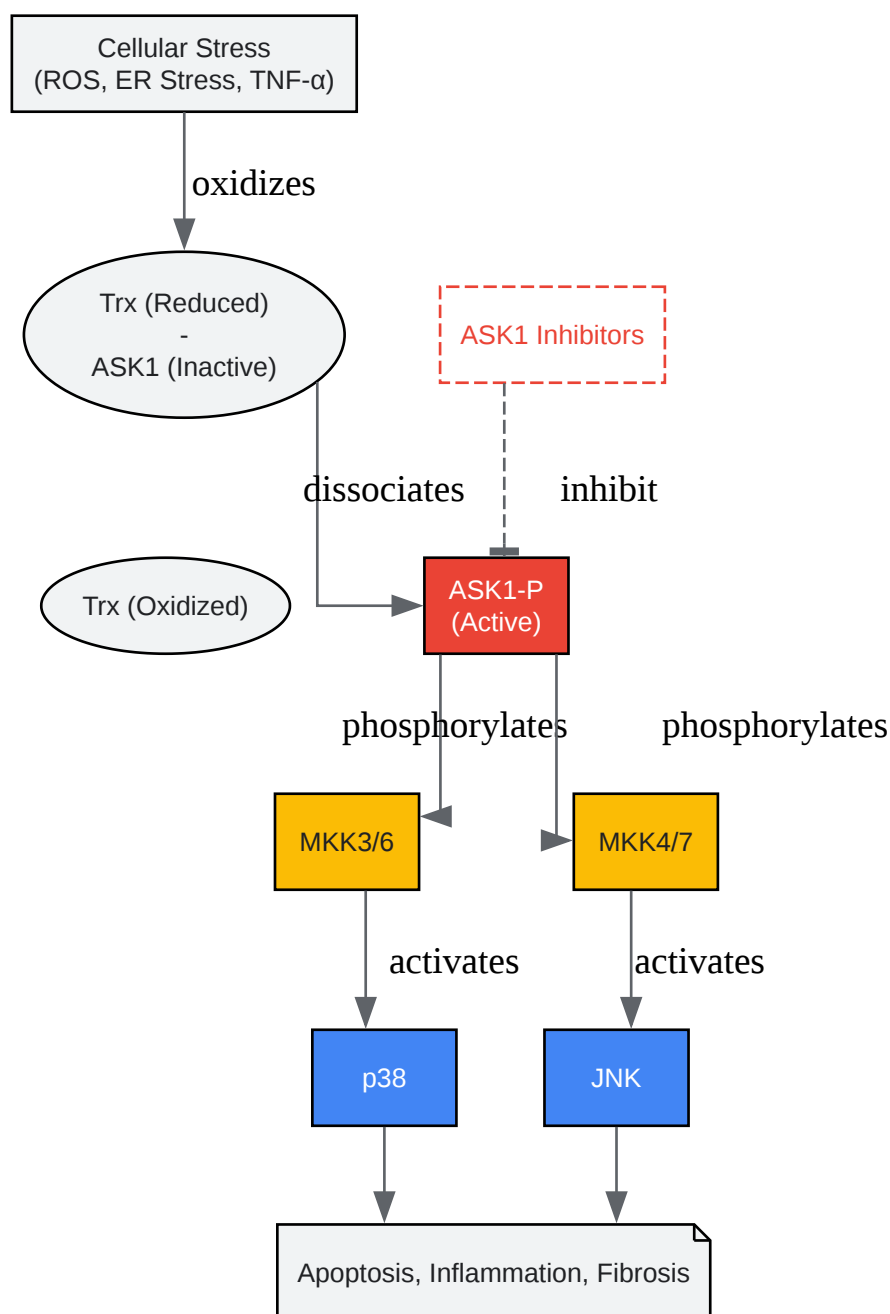 Cellular Stress
(ROS, ER Stress, TNF-α)
oxidizes
Trx (Reduced)
-
ASK1 (Inactive)
ASK1 Inhibitors
dissociates
inhibit
Trx (Oxidized)
ASK1-P
(Active)
phosphorylates
phosphorylates
MKK3/6
MKK4/7
activates
activates
p38
JNK
Apoptosis, Inflammation, Fibrosis